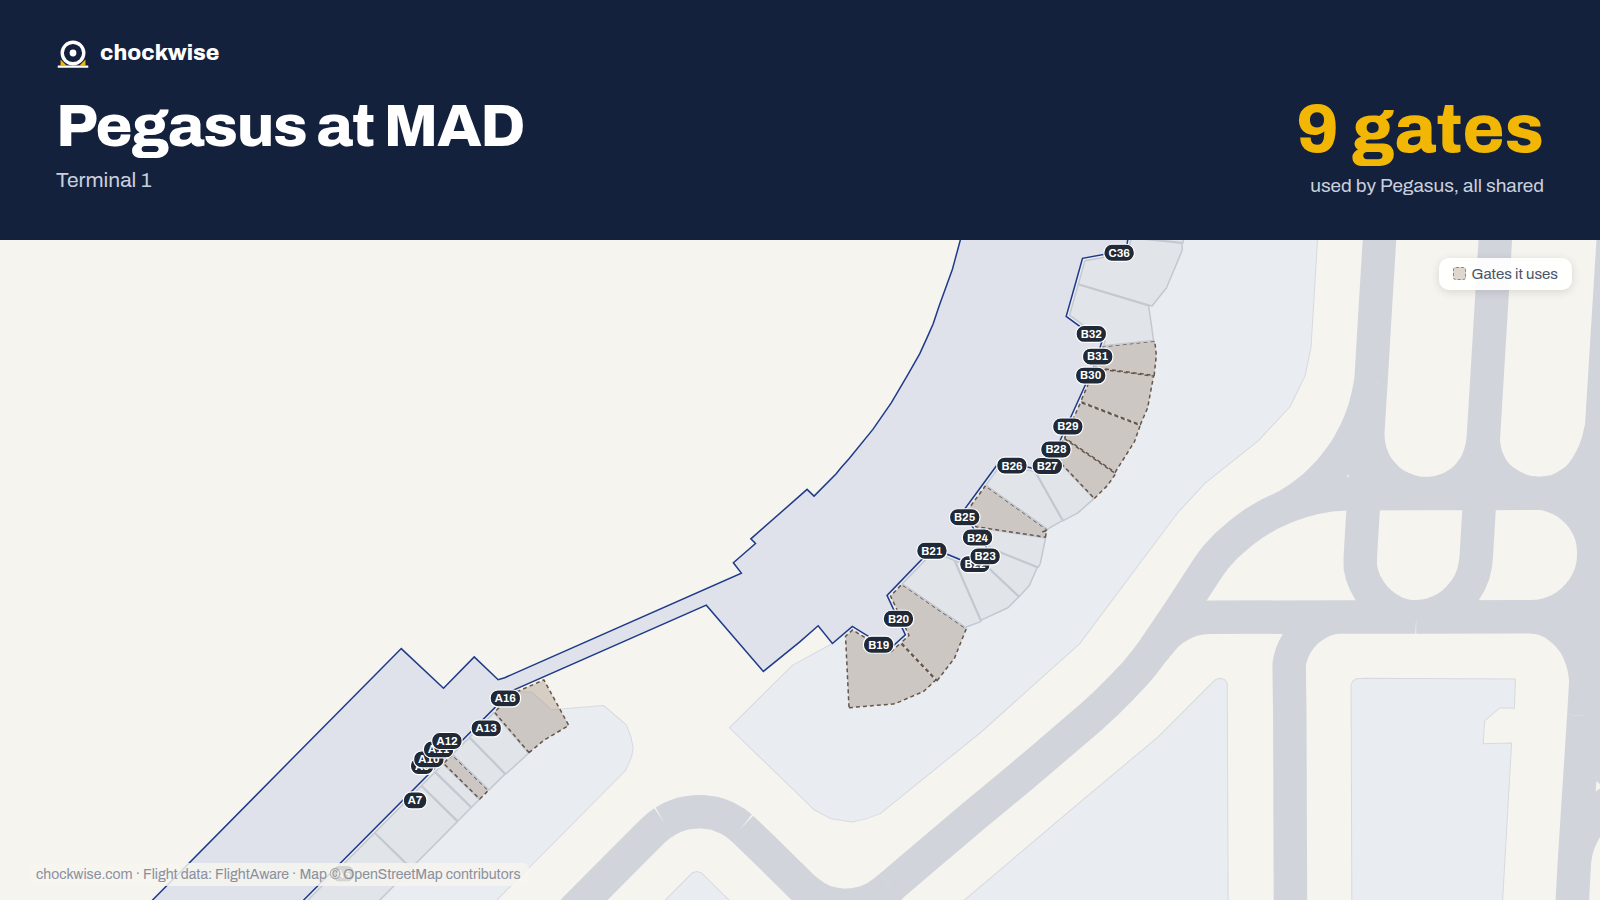 chockwise
Pegasus at MAD
Terminal 1
9 gates
used by Pegasus, all shared
Gates it uses
C36
B32
B31
B30
B29
B28
B26
B27
B25
B24
B21
B23
B20
B19
A16
A13
A12
A10
A7
chockwise.com · Flight data: FlightAware · Map © OpenStreetMap contributors